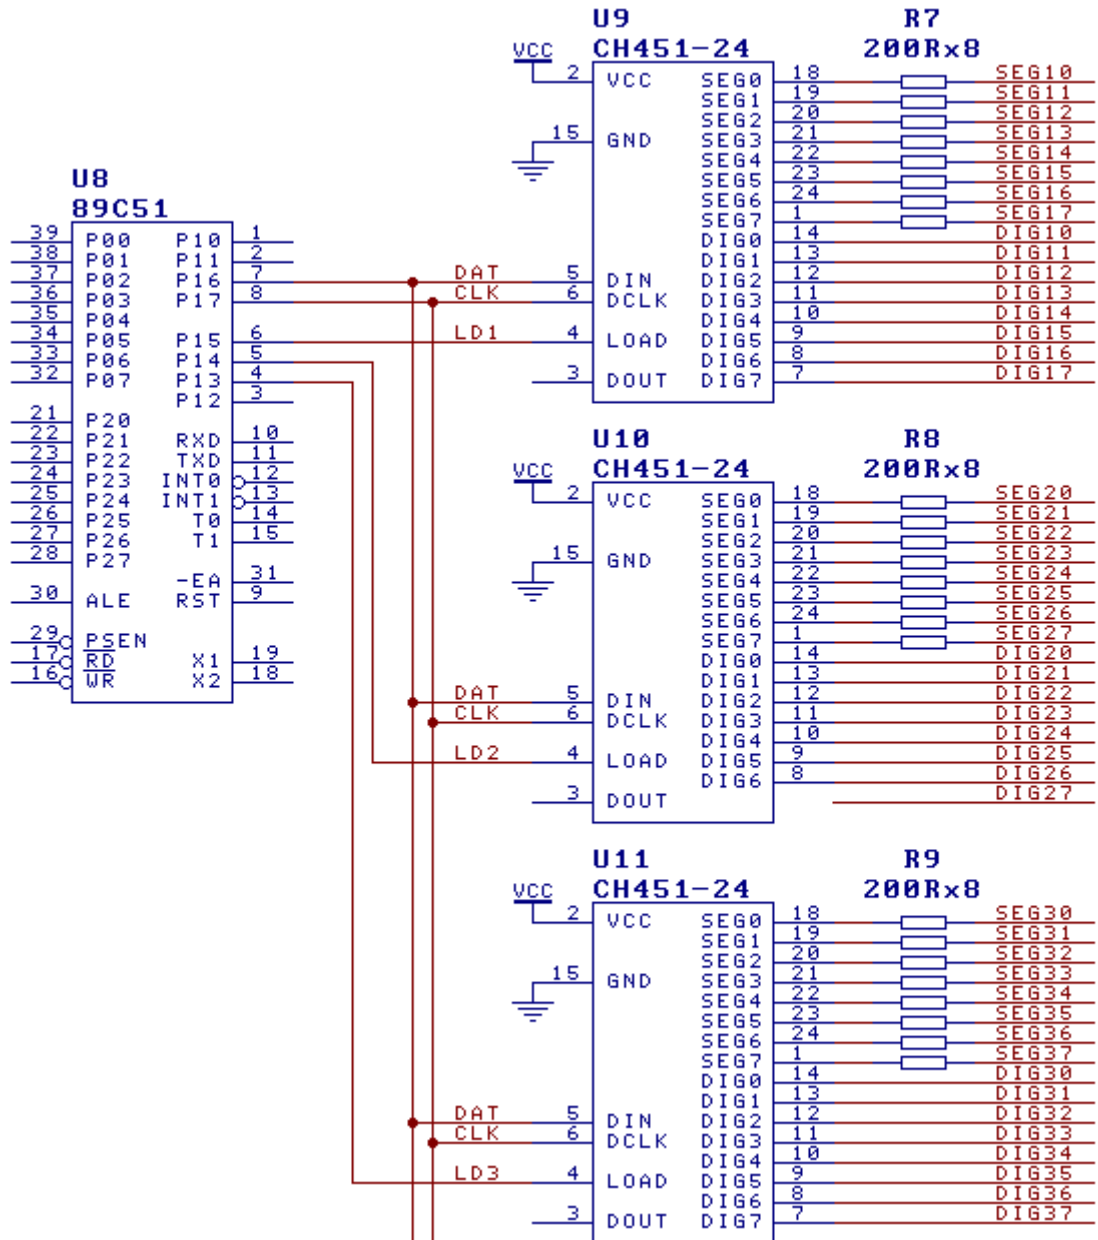 U8
89C51
39 P00 P10 1
38 P01 P11 2
37 P02 P16 7
36 P03 P17 8
35 P04
34 P05 P15 6
33 P06 P14 5
32 P07 P13 4
P12 3
21 P20
22 P21 RXD 10
23 P22 TXD 11
24 P23 INT0 12
25 P24 INT1 13
26 P25 T0 14
27 P26 T1 15
28 P27
-EA 31
30 ALE RST 9
29 PSEN
17 RD X1 19
16 WR X2 18
U9 R7
CH451-24 200Rx8
VCC
2 VCC SEG0 18 SEG10
SEG1 19 SEG11
SEG2 20 SEG12
15 GND SEG3 21 SEG13
SEG4 22 SEG14
SEG5 23 SEG15
SEG6 24 SEG16
SEG7 1 SEG17
DIG0 14 DIG10
DIG1 13 DIG11
DAT 5 DIN DIG2 12 DIG12
CLK 6 DCLK DIG3 11 DIG13
DIG4 10 DIG14
LD1 4 LOAD DIG5 9 DIG15
DIG6 8 DIG16
3 DOUT DIG7 7 DIG17
U10 R8
CH451-24 200Rx8
VCC
2 VCC SEG0 18 SEG20
SEG1 19 SEG21
SEG2 20 SEG22
15 GND SEG3 21 SEG23
SEG4 22 SEG24
SEG5 23 SEG25
SEG6 24 SEG26
SEG7 1 SEG27
DIG0 14 DIG20
DIG1 13 DIG21
DAT 5 DIN DIG2 12 DIG22
CLK 6 DCLK DIG3 11 DIG23
DIG4 10 DIG24
LD2 4 LOAD DIG5 9 DIG25
DIG6 8 DIG26
3 DOUT DIG27
U11 R9
CH451-24 200Rx8
VCC
2 VCC SEG0 18 SEG30
SEG1 19 SEG31
SEG2 20 SEG32
15 GND SEG3 21 SEG33
SEG4 22 SEG34
SEG5 23 SEG35
SEG6 24 SEG36
SEG7 1 SEG37
DIG0 14 DIG30
DIG1 13 DIG31
DAT 5 DIN DIG2 12 DIG32
CLK 6 DCLK DIG3 11 DIG33
DIG4 10 DIG34
LD3 4 LOAD DIG5 9 DIG35
DIG6 8 DIG36
3 DOUT DIG7 7 DIG37